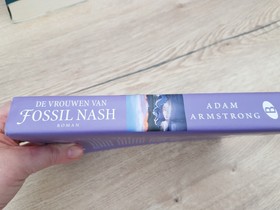 DE VROUWEN VAN
FOSSIL NASH
ROMAN
ADAM
ARMSTRONG